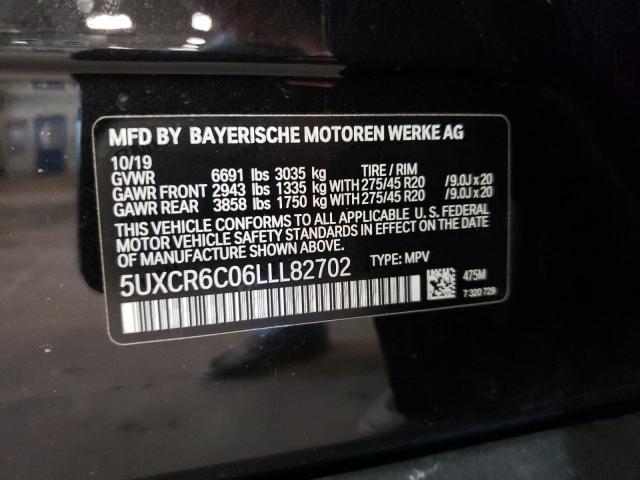 MFD BY BAYERISCHE MOTOREN WERKE AG
10/19
GVWR 6691 lbs 3035 kg TIRE / RIM
GAWR FRONT 2943 lbs 1335 kg WITH 275/45 R20 /9.0J x 20
GAWR REAR 3858 lbs 1750 kg WITH 275/45 R20 /9.0J x 20
THIS VEHICLE CONFORMS TO ALL APPLICABLE U. S. FEDERAL
MOTOR VEHICLE SAFETY STANDARDS IN EFFECT ON THE DATE
OF MANUFACTURE SHOWN ABOVE.
5UXCR6C06LLL82702 TYPE: MPV
475M
7 320 729